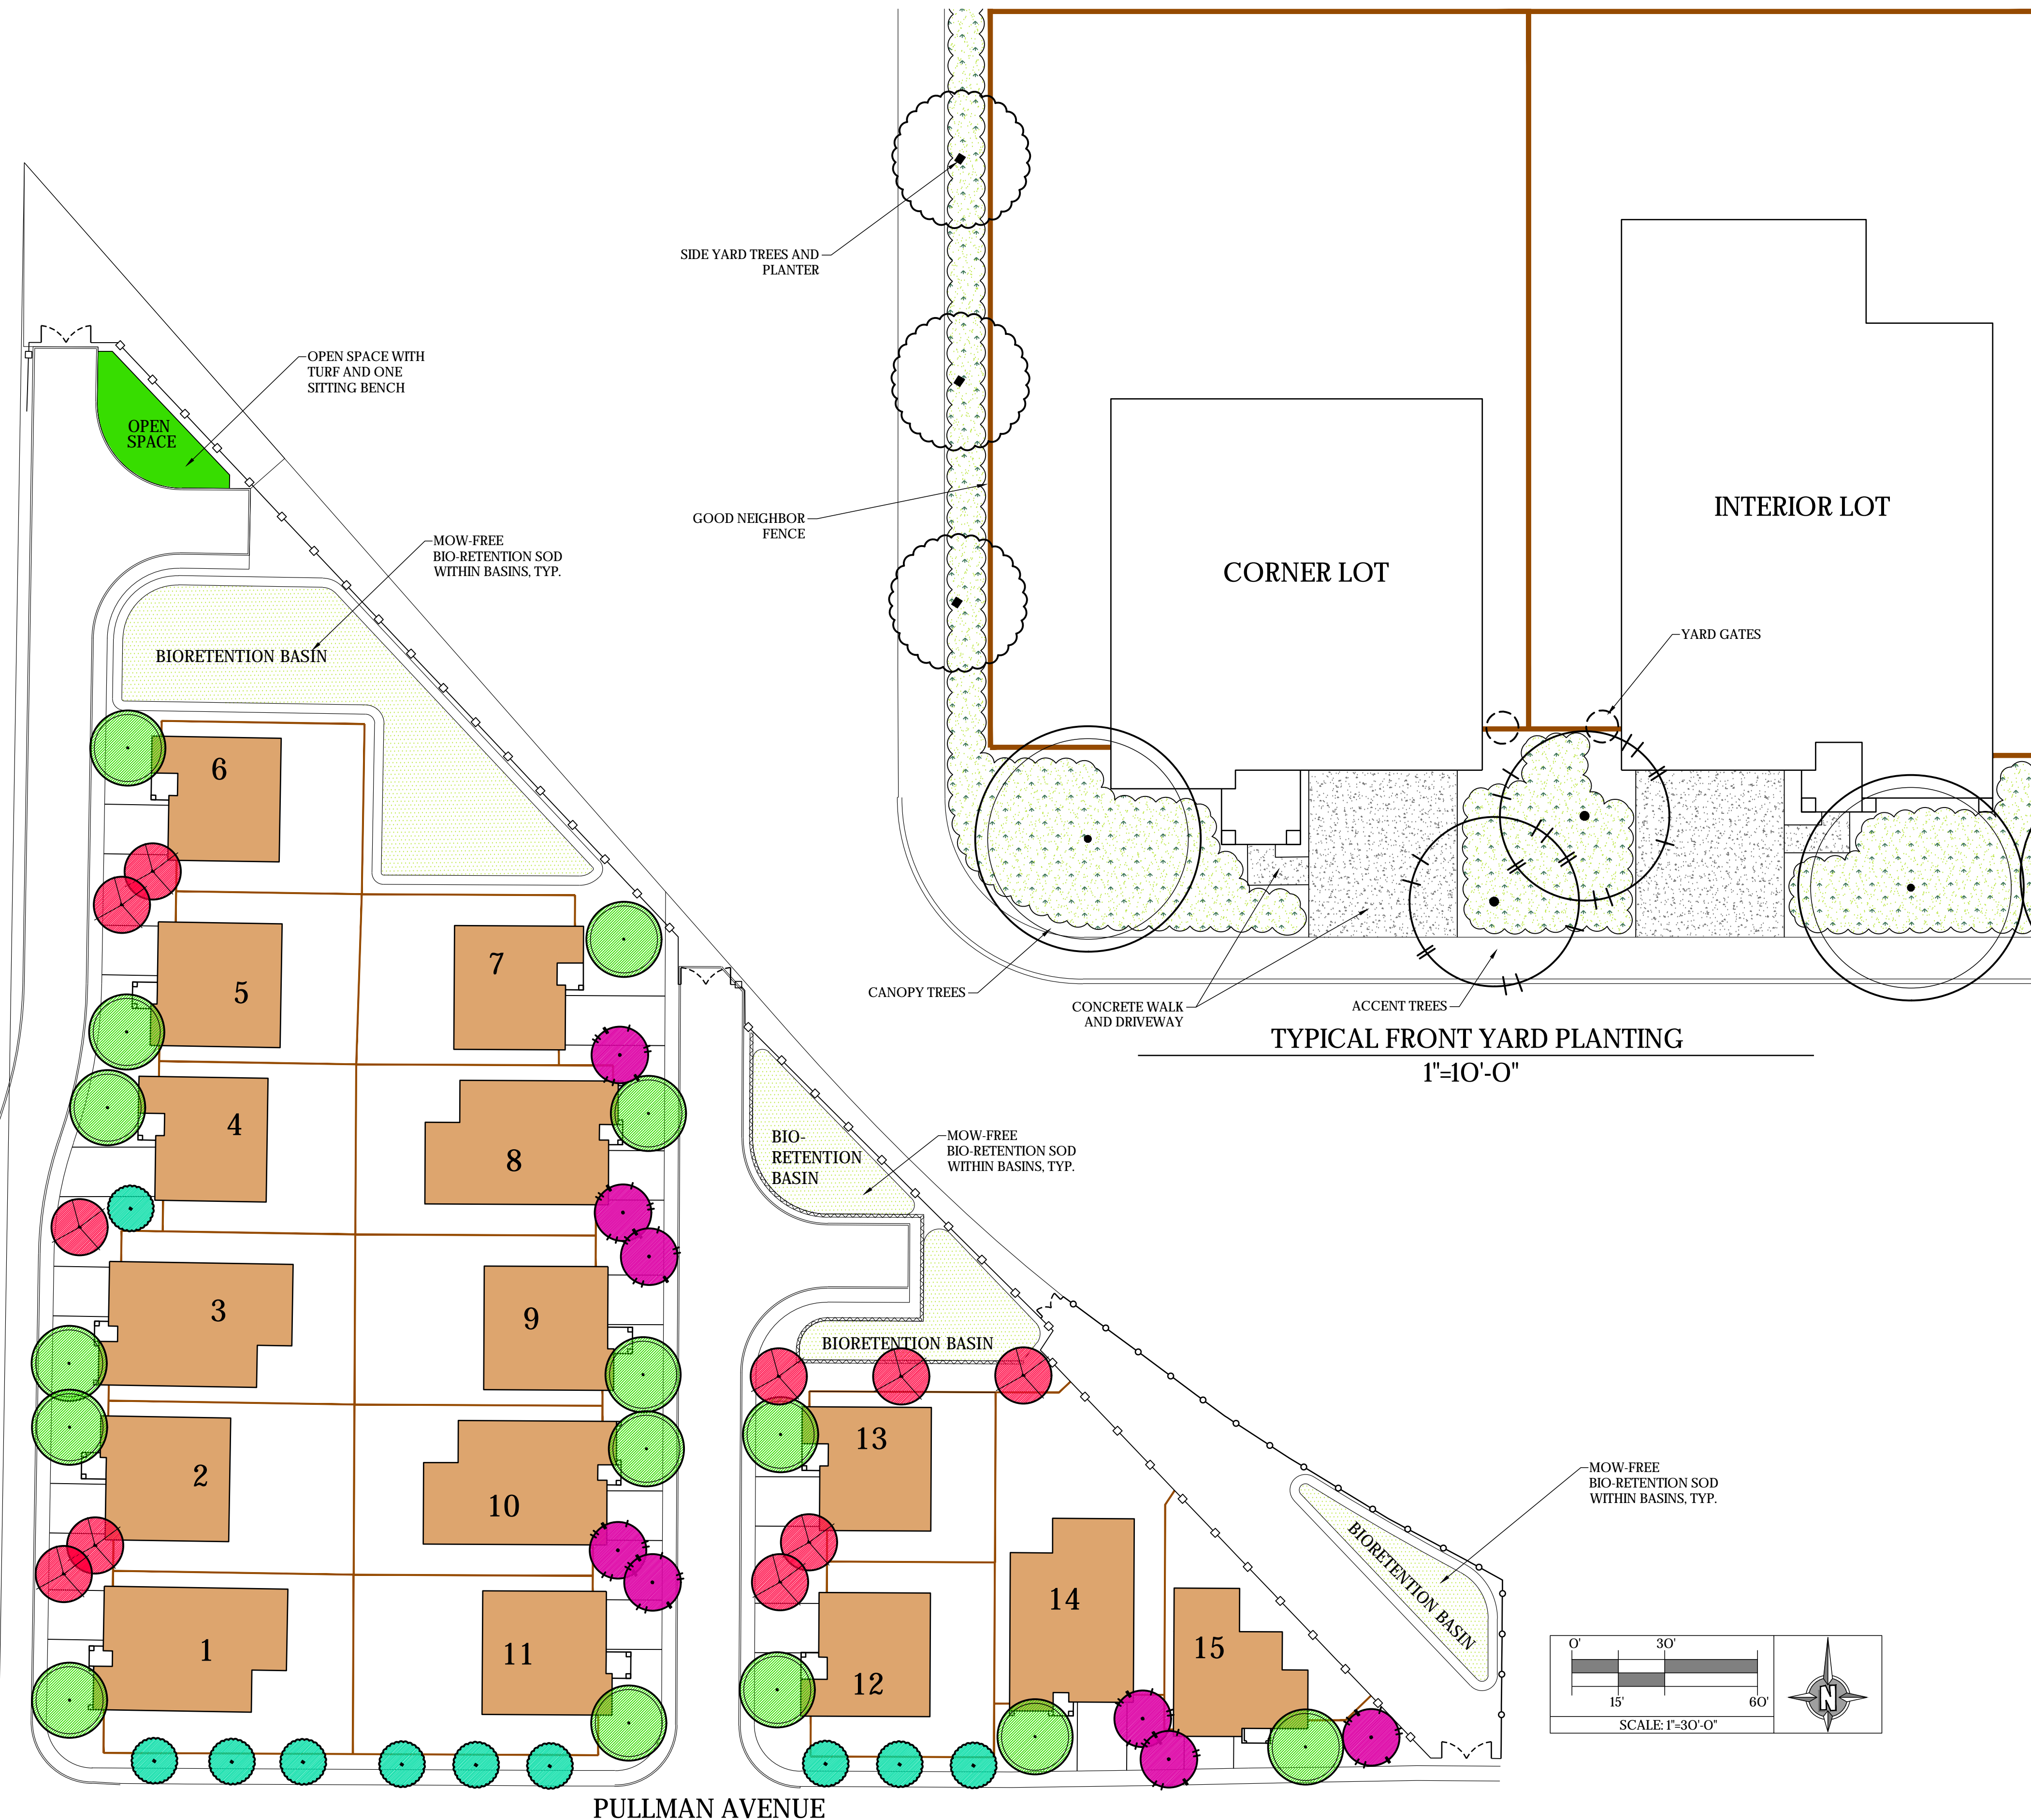 SIDE YARD TREES AND
PLANTER
OPEN SPACE WITH
TURF AND ONE
SITTING BENCH
OPEN
SPACE
GOOD NEIGHBOR
FENCE
INTERIOR LOT
MOW-FREE
BIO-RETENTION SOD
WITHIN BASINS, TYP.
CORNER LOT
YARD GATES
BIORETENTION BASIN
6
7
5
CANOPY TREES
CONCRETE WALK
AND DRIVEWAY
ACCENT TREES
TYPICAL FRONT YARD PLANTING
1"=10'-0"
4
8
BIO-
RETENTION
BASIN
MOW-FREE
BIO-RETENTION SOD
WITHIN BASINS, TYP.
3
9
BIORETENTION BASIN
2
10
13
MOW-FREE
BIO-RETENTION SOD
WITHIN BASINS, TYP.
BIORETENTION BASIN
1
11
12
14
15
0'
30'
15'
60'
SCALE: 1"=30'-0"
N
PULLMAN AVENUE